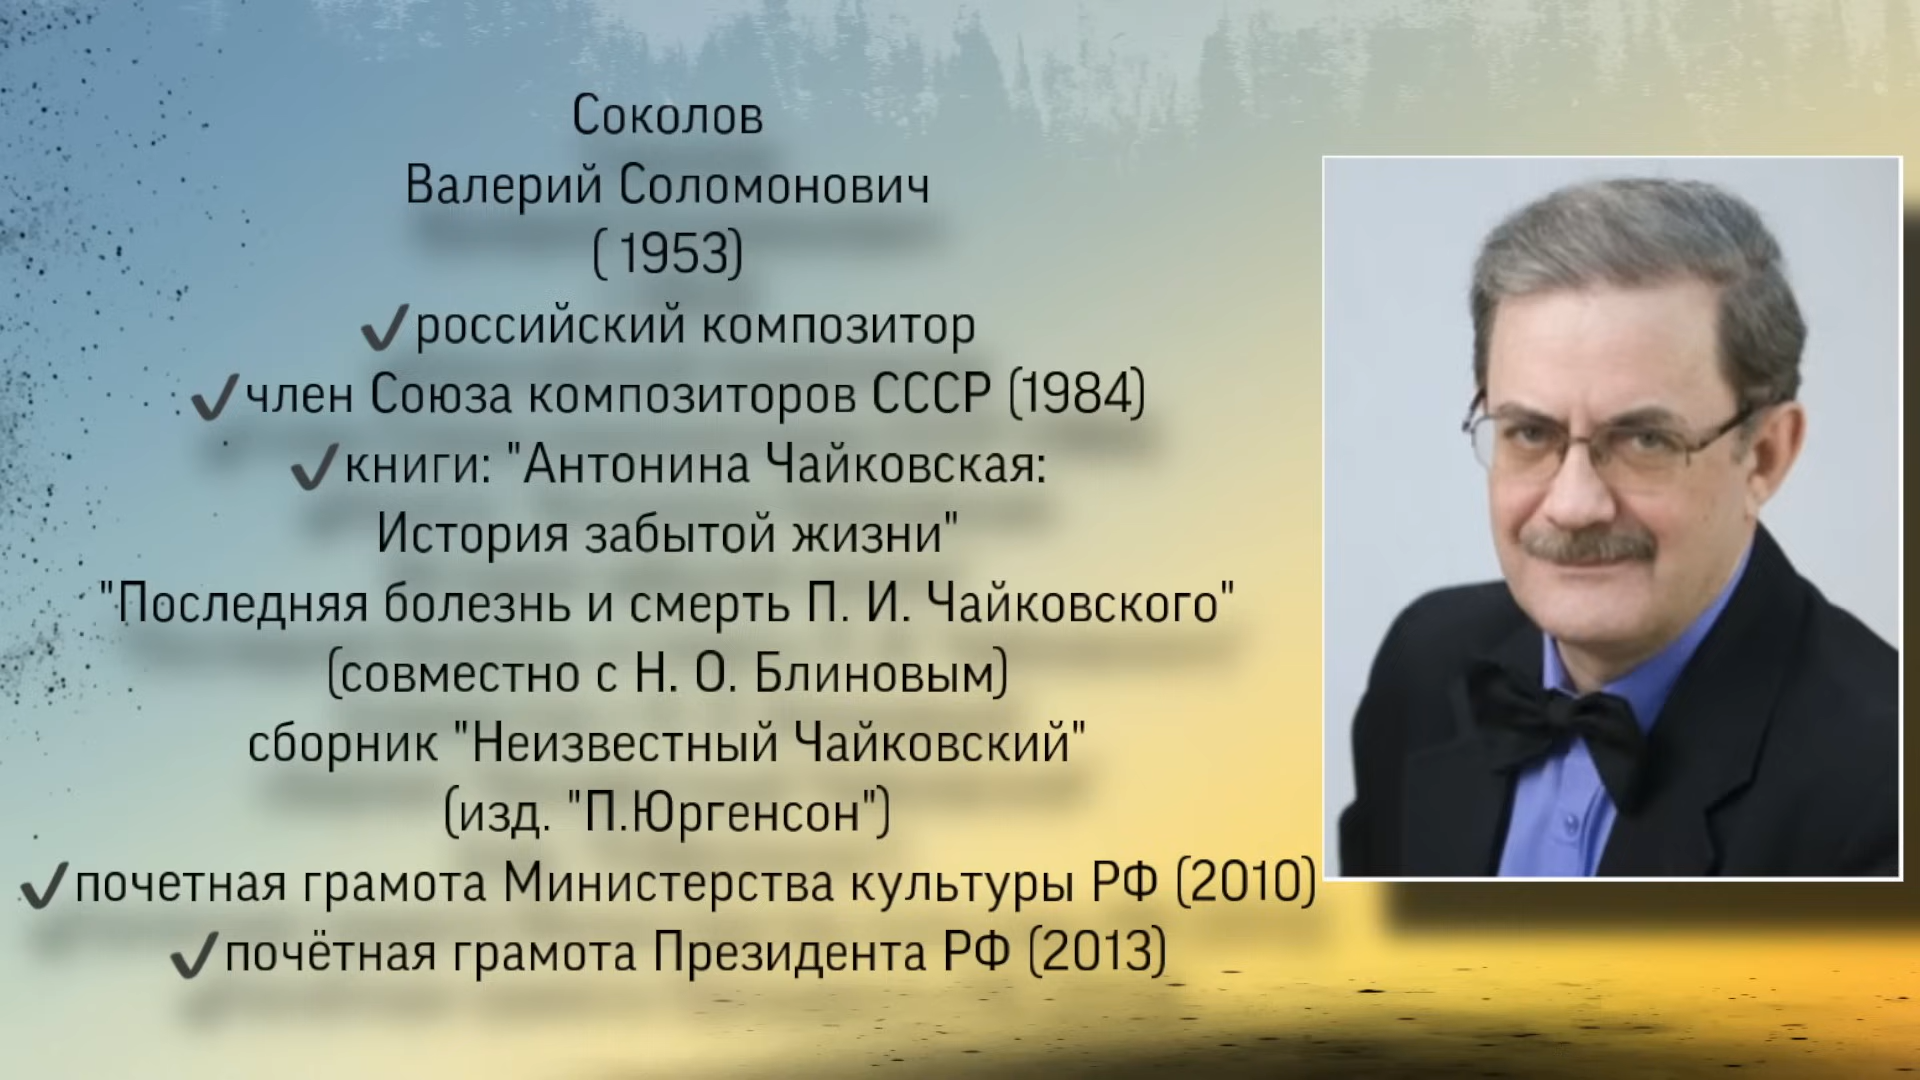 Соколов
Валерий Соломонович
( 1953)
✔российский композитор
✔член Союза композиторов СССР (1984)
✔книги: "Антонина Чайковская:
История забытой жизни"
"Последняя болезнь и смерть П. И. Чайковского"
(совместно с Н. О. Блиновым)
сборник "Неизвестный Чайковский"
(изд. "П.Юргенсон")
✔почетная грамота Министерства культуры РФ (2010)
✔почётная грамота Президента РФ (2013)